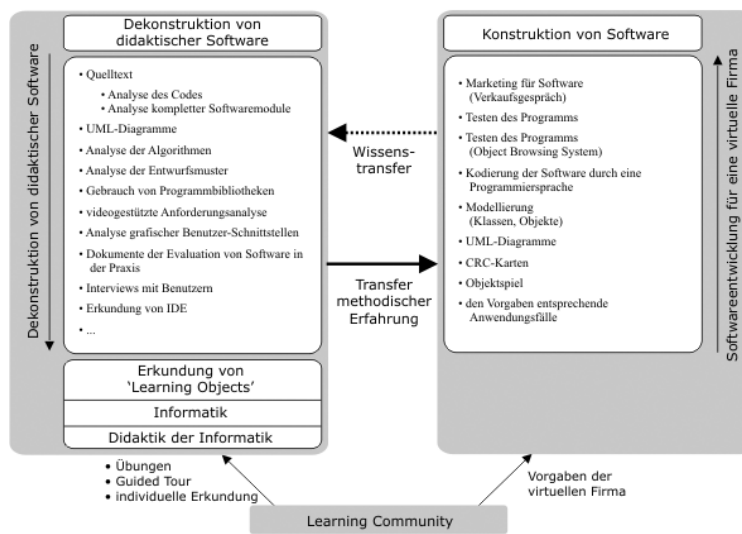 Dekonstruktion von
didaktischer Software
Dekonstruktion von didaktischer Software
• Quelltext
• Analyse des Codes
• Analyse kompletter Softwaremodule
• UML-Diagramme
• Analyse der Algorithmen
• Analyse der Entwurfsmuster
• Gebrauch von Programmbibliotheken
• videogestützte Anforderungsanalyse
• Analyse grafischer Benutzer-Schnittstellen
• Dokumente der Evaluation von Software in
der Praxis
• Interviews mit Benutzern
• Erkundung von IDE
• ...
Erkundung von
‘Learning Objects’
Informatik
Didaktik der Informatik
• Übungen
• Guided Tour
• individuelle Erkundung
Wissens-
transfer
Transfer
methodischer
Erfahrung
Konstruktion von Software
• Marketing für Software
(Verkaufsgespräch)
• Testen des Programms
• Testen des Programms
(Object Browsing System)
• Kodierung der Software durch eine
Programmiersprache
• Modellierung
(Klassen, Objekte)
• UML-Diagramme
• CRC-Karten
• Objektspiel
• den Vorgaben entsprechende
Anwendungsfälle
Softwareentwicklung für eine virtuelle Firma
Vorgaben der
virtuellen Firma
Learning Community